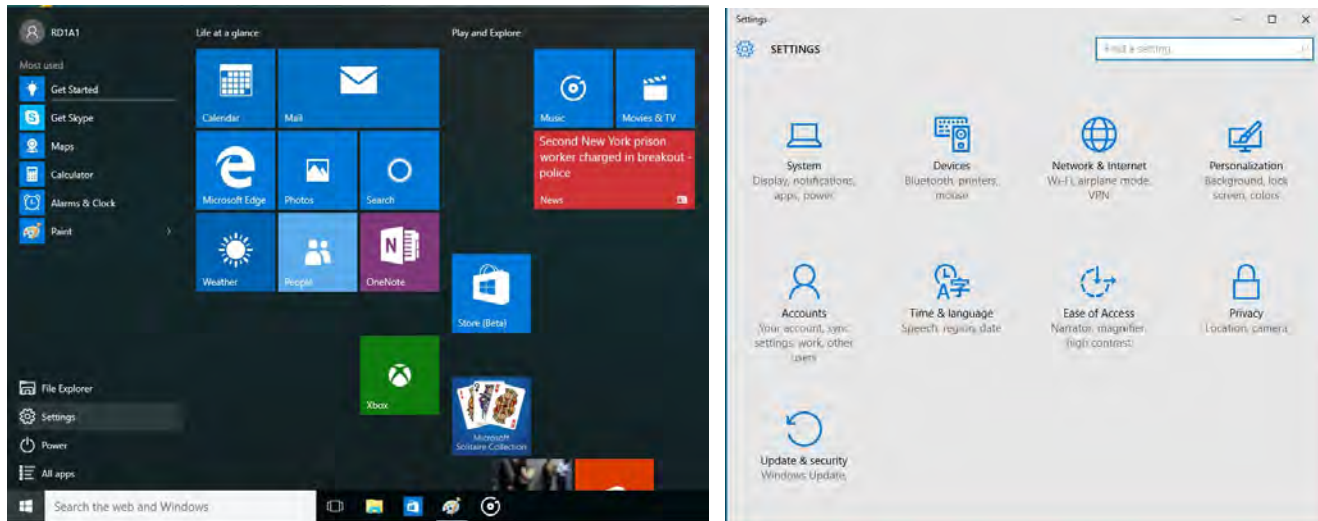 RD1A1
Life at a glance
Play and Explore
Most used
Get Started
Get Skype
Maps
Calculator
Alarms & Clock
Paint
Calendar
Mail
Music
Movies & TV
Microsoft Edge
Photos
Search
Second New York prison
worker charged in breakout -
police
News
Weather
People
OneNote
Store (Beta)
Xbox
Microsoft
Solitaire Collection
File Explorer
Settings
Power
All apps
Search the web and Windows
Settings
SETTINGS
Find a setting
System
Display, notifications,
apps, power
Devices
Bluetooth, printers,
mouse
Network & Internet
Wi-Fi, airplane mode,
VPN
Personalization
Background, lock
screen, colors
Accounts
Your account, sync
settings, work, other
users
Time & language
Speech, region, date
Ease of Access
Narrator, magnifier,
high contrast
Privacy
Location, camera
Update & security
Windows Update,